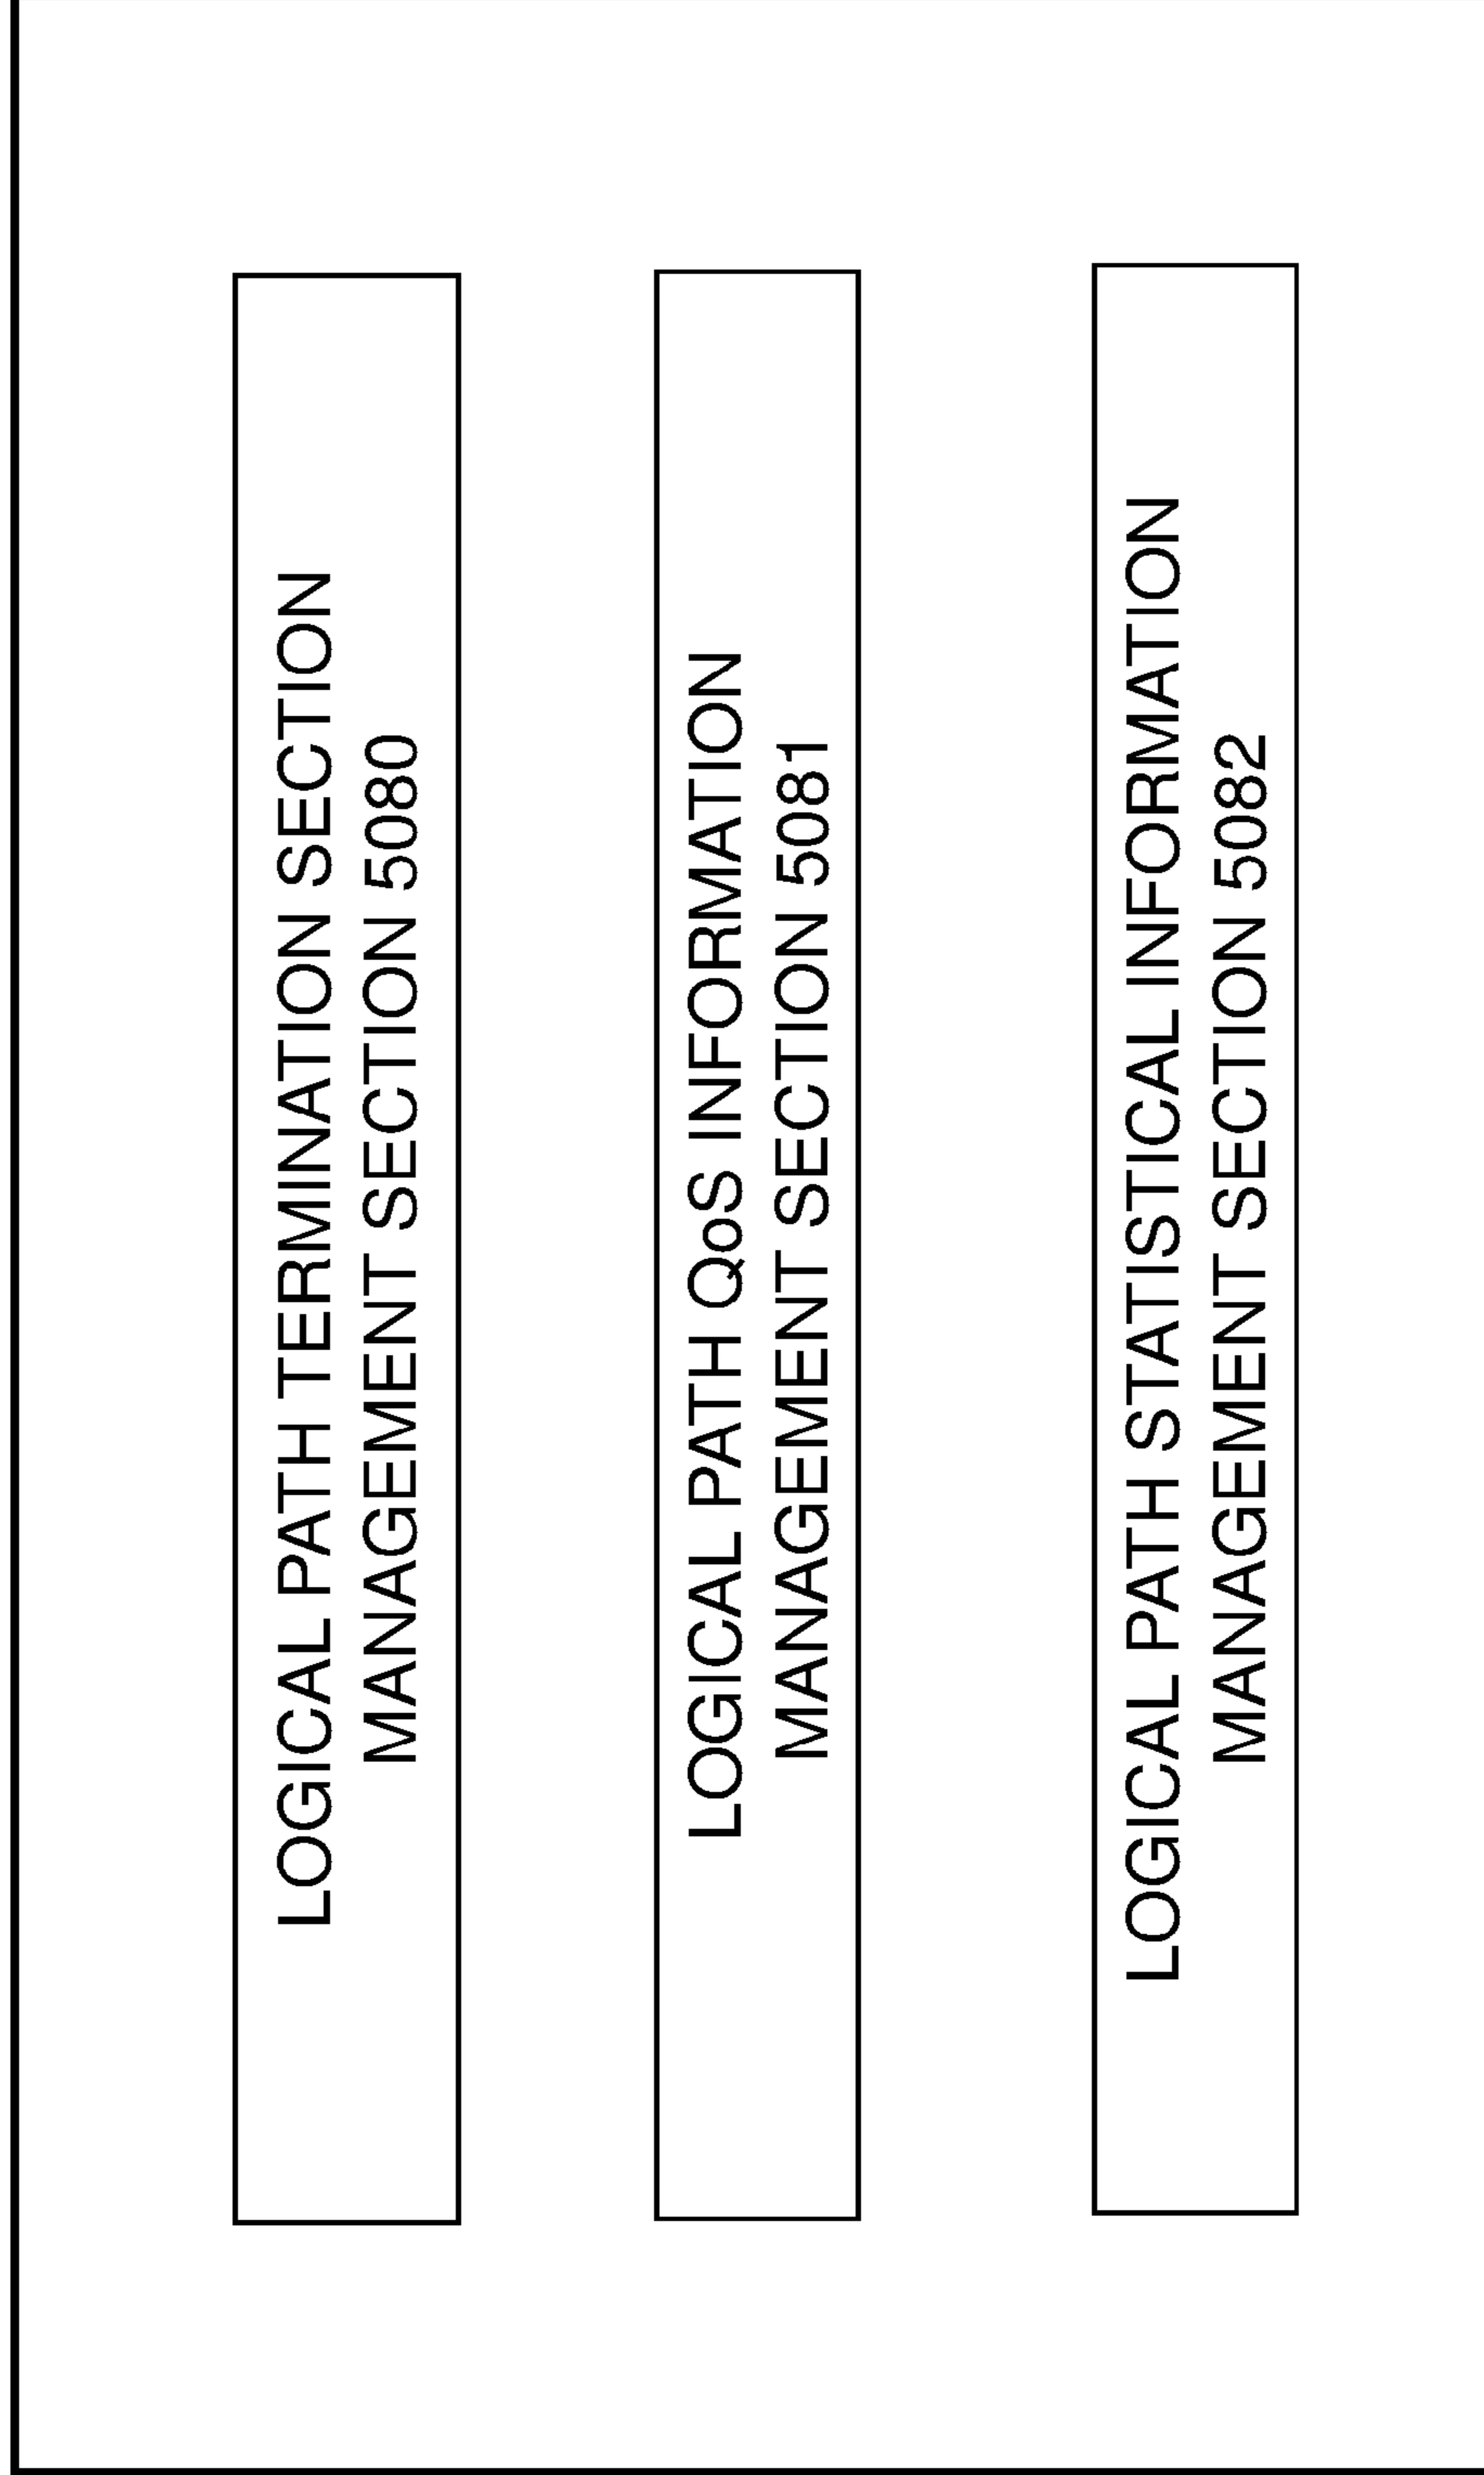 LOGICAL PATH TERMINATION SECTION
MANAGEMENT SECTION 5080
LOGICAL PATH QoS INFORMATION
MANAGEMENT SECTION 5081
LOGICAL PATH STATISTICAL INFORMATION
MANAGEMENT SECTION 5082